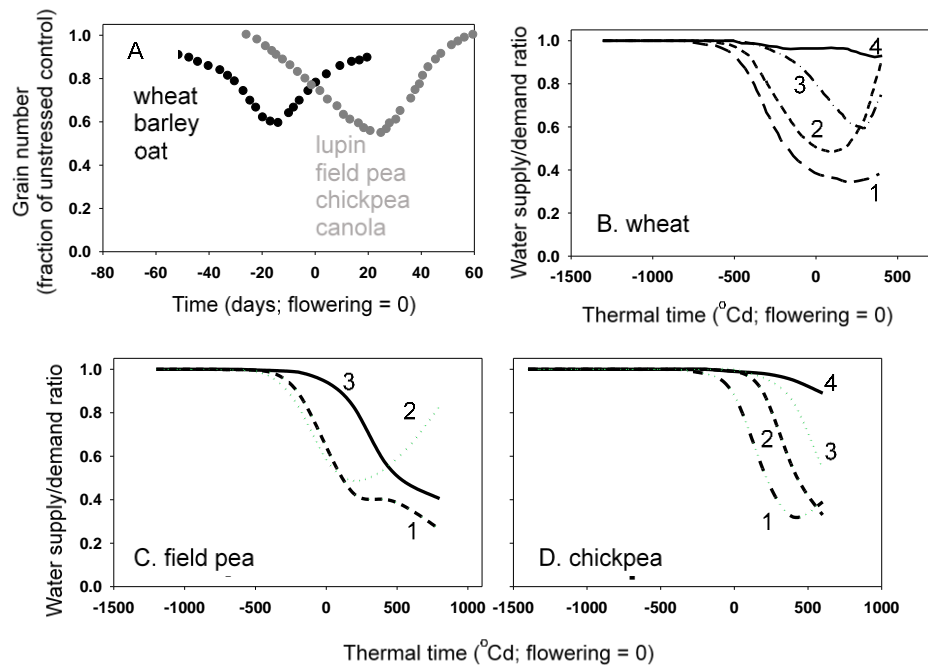 Grain number
(fraction of unstressed control)
1.0
0.8
0.6
0.4
0.2
0.0
A
wheat
barley
oat
lupin
field pea
chickpea
canola
-80 -60 -40 -20 0 20 40 60
Time (days; flowering = 0)
Water supply/demand ratio
1.0
0.8
0.6
0.4
0.2
0.0
4
3
2
1
B. wheat
-1500 -1000 -500 0 500
Thermal time (oCd; flowering = 0)
Water supply/demand ratio
1.0
0.8
0.6
0.4
0.2
0.0
3
2
1
C. field pea
-1500 -1000 -500 0 500 1000
4
2
3
1
D. chickpea
-1500 -1000 -500 0 500 1000
Thermal time (oCd; flowering = 0)